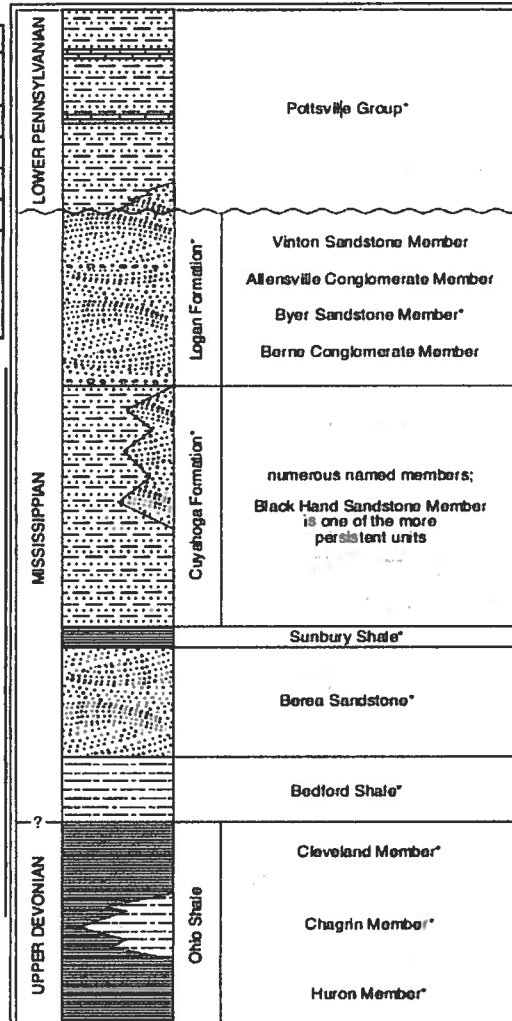 LOWER PENNSYLVANIAN
Pottsville Group*
MISSISSIPPIAN
Logan Formation*
Vinton Sandstone Member
Allensville Conglomerate Member
Byer Sandstone Member*
Berne Conglomerate Member
Cuyahoga Formation*
numerous named members;
Black Hand Sandstone Member
is one of the more
persistent units
Sunbury Shale*
Berea Sandstone*
Bedford Shale*
?
UPPER DEVONIAN
Ohio Shale
Cleveland Member*
Chagrin Member*
Huron Member*